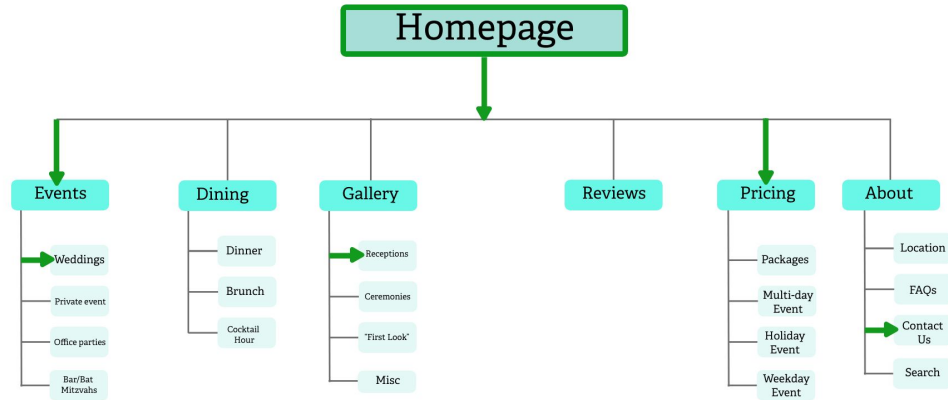 Homepage
Events
Dining
Gallery
Reviews
Pricing
About
Weddings
Private event
Office parties
Bar/Bat
Mitzvahs
Dinner
Brunch
Cocktail
Hour
Receptions
Ceremonies
"First Look"
Misc
Packages
Multi-day
Event
Holiday
Event
Weekday
Event
Location
FAQs
Contact
Us
Search